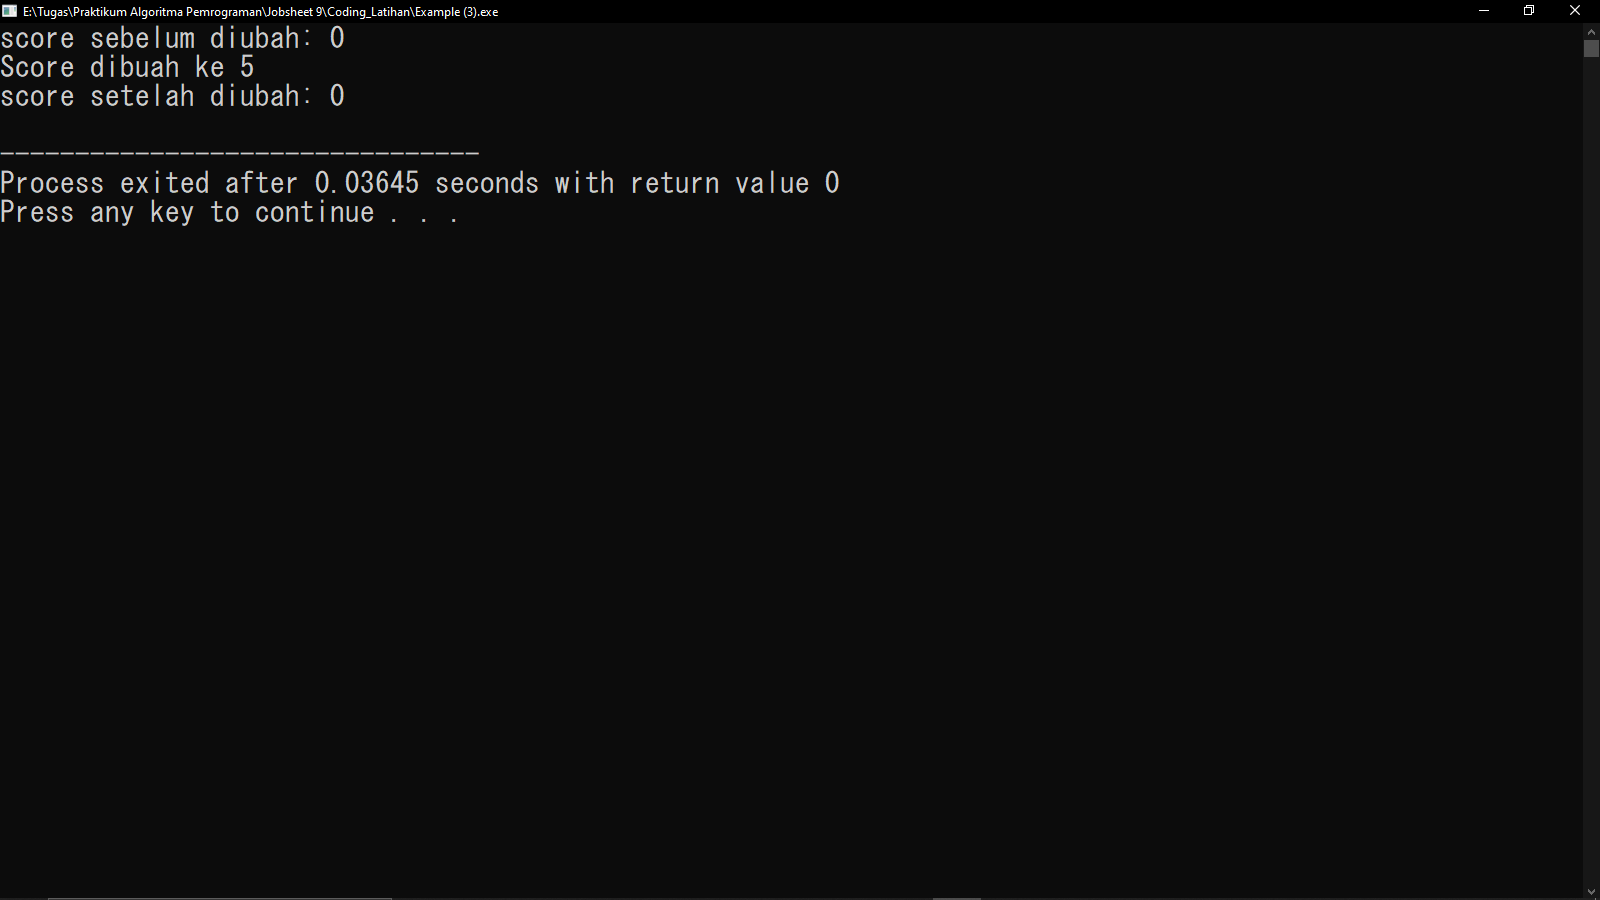 E:\Tugas\Praktikum Algoritma Pemrograman\Jobsheet 9\Coding_Latihan\Example (3).exe
score sebelum diubah: 0
Score dibuah ke 5
score setelah diubah: 0
--------------------------------
Process exited after 0.03645 seconds with return value 0
Press any key to continue . . .